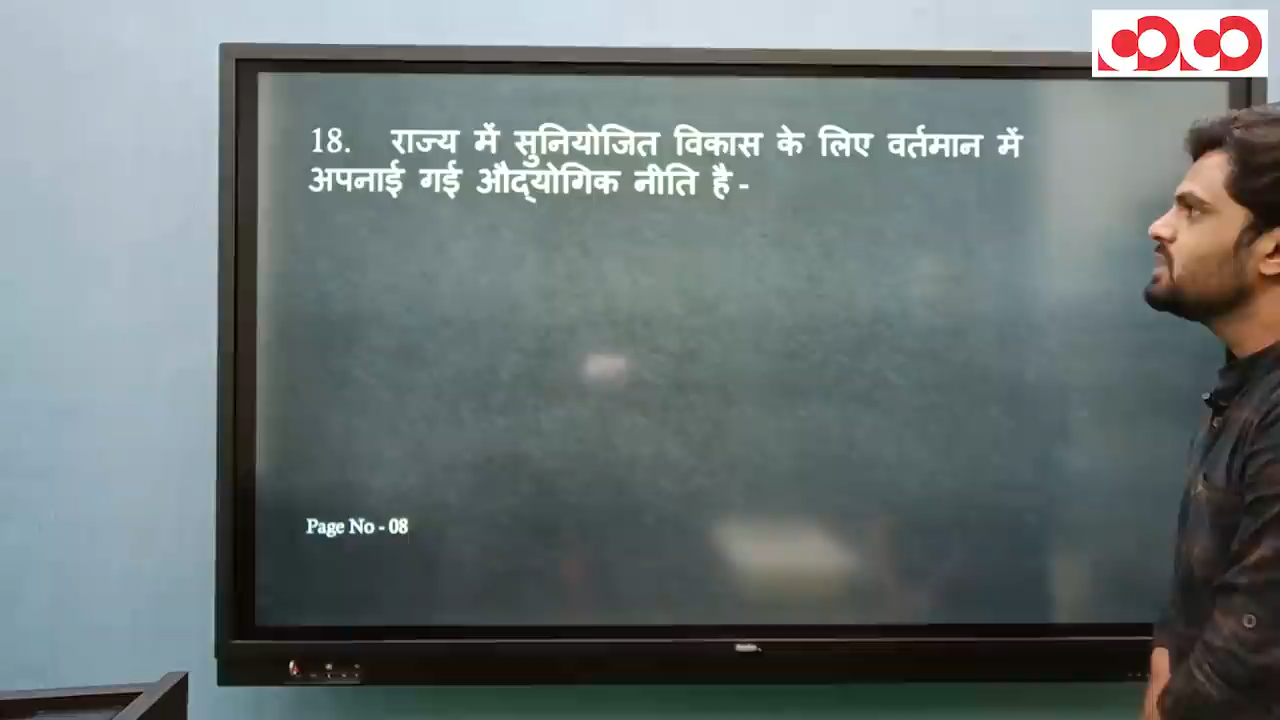 18. राज्य में सुनियोजित विकास के लिए वर्तमान में
अपनाई गई औद्योगिक नीति है -
Page No - 08